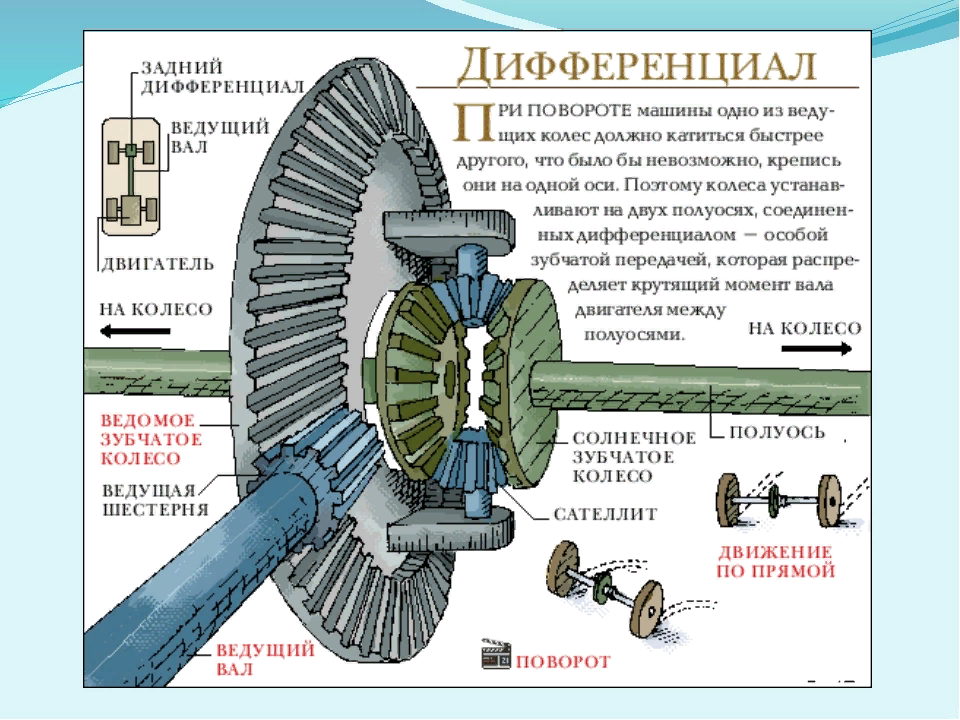 ДИФФЕРЕНЦИАЛ
ПРИ ПОВОРОТЕ машины одно из веду-
щих колес должно катиться быстрее
другого, что было бы невозможно, крепись
они на одной оси. Поэтому колеса устанав-
ливают на двух полуосях, соединен-
ных дифференциалом — особой
зубчатой передачей, которая распре-
деляет крутящий момент вала
двигателя между
полуосями.
ЗАДНИЙ
ДИФФЕРЕНЦИАЛ
ВЕДУЩИЙ
ВАЛ
ДВИГАТЕЛЬ
НА КОЛЕСО
НА КОЛЕСО
ВЕДОМОЕ
ЗУБЧАТОЕ
КОЛЕСО
ВЕДУЩАЯ
ШЕСТЕРНЯ
ПОЛУОСЬ
СОЛНЕЧНОЕ
ЗУБЧАТОЕ
КОЛЕСО
САТЕЛЛИТ
ДВИЖЕНИЕ
ПО ПРЯМОЙ
ВЕДУЩИЙ
ВАЛ
ПОВОРОТ